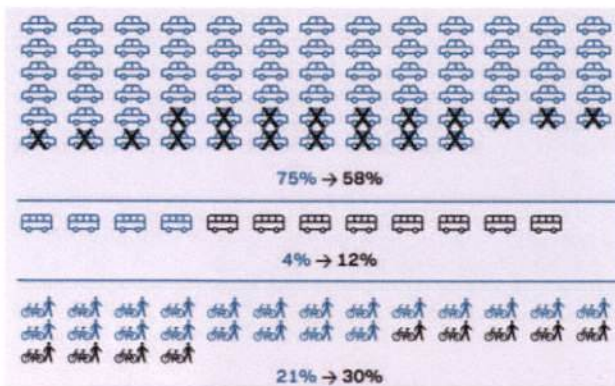 75% → 58%
4% → 12%
21% → 30%